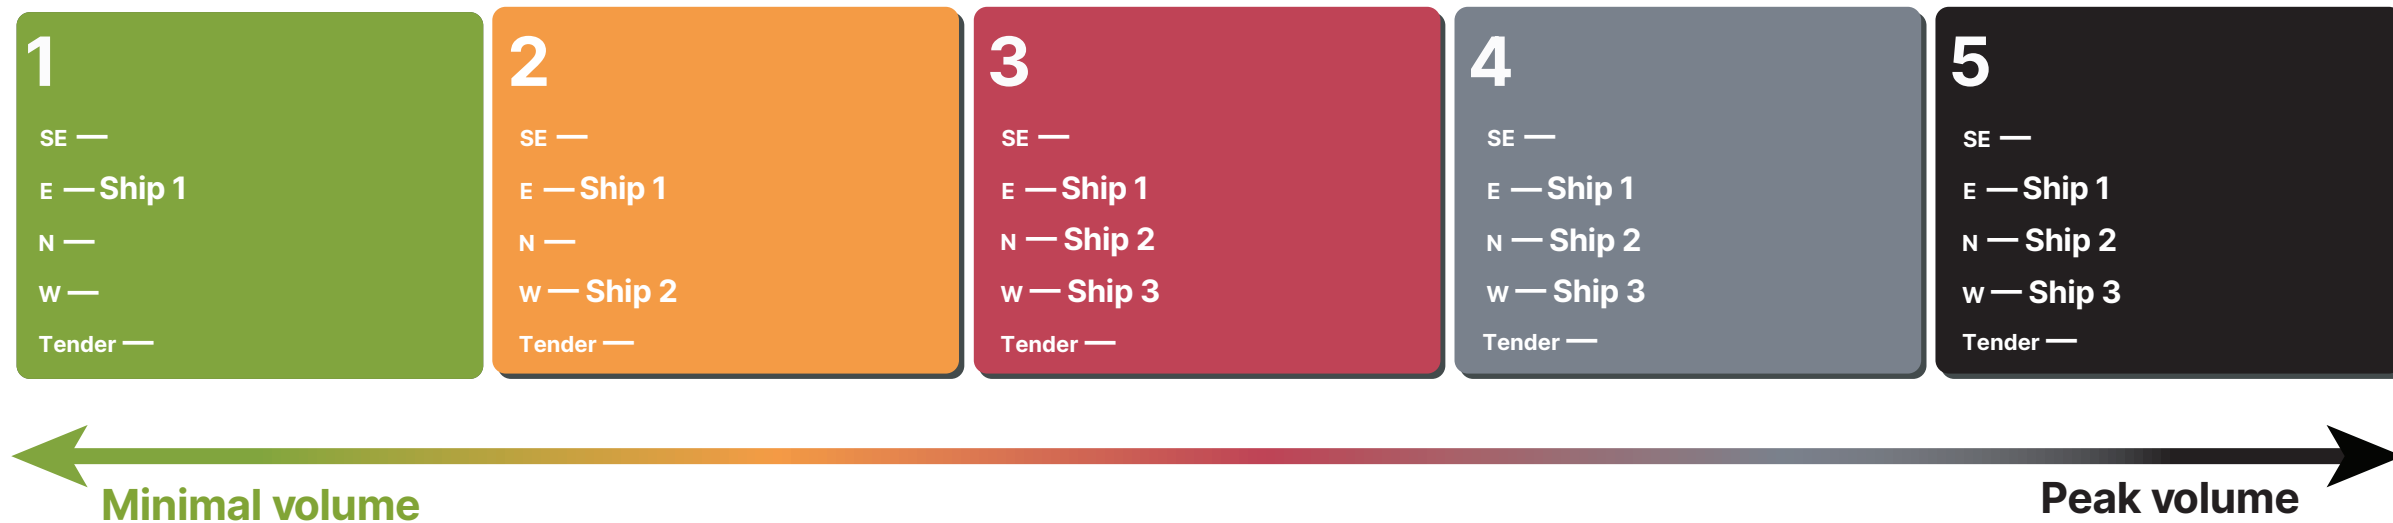 1
SE —
E — Ship 1
N —
W —
Tender —
2
SE —
E — Ship 1
N —
W — Ship 2
Tender —
3
SE —
E — Ship 1
N — Ship 2
W — Ship 3
Tender —
4
SE —
E — Ship 1
N — Ship 2
W — Ship 3
Tender —
5
SE —
E — Ship 1
N — Ship 2
W — Ship 3
Tender —
Minimal volume
Peak volume